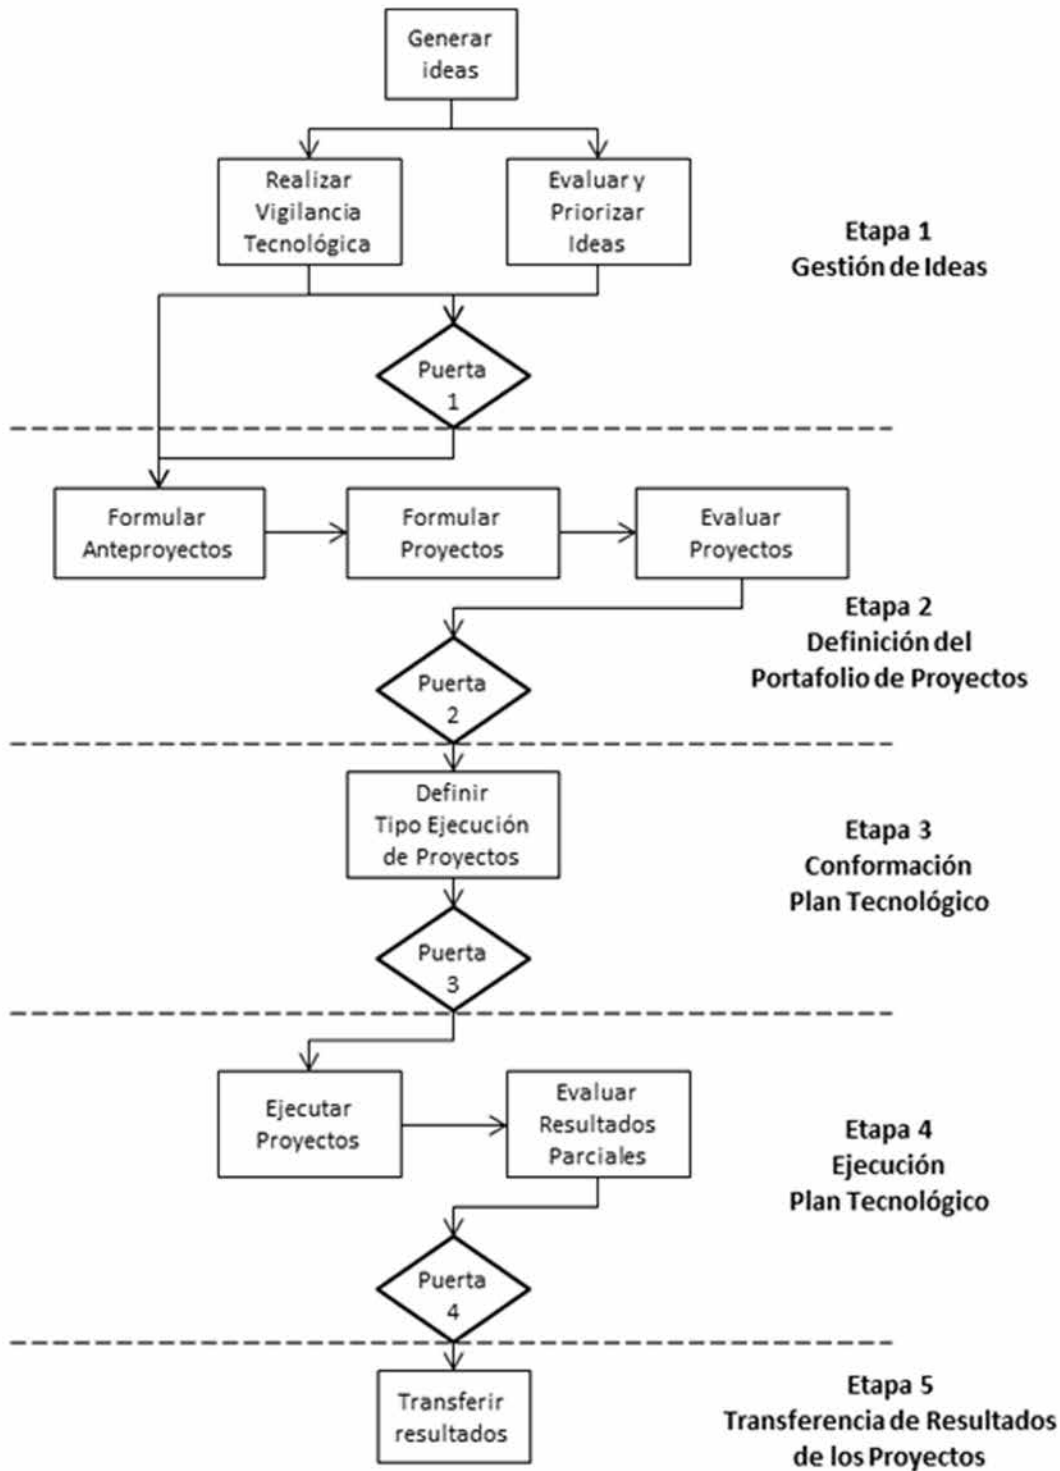 Generar
ideas
Realizar
Vigilancia
Tecnológica
Evaluar y
Priorizar
Ideas
Etapa 1
Gestión de Ideas
Puerta
1
Formular
Anteproyectos
Formular
Proyectos
Evaluar
Proyectos
Etapa 2
Definición del
Portafolio de Proyectos
Puerta
2
Definir
Tipo Ejecución
de Proyectos
Etapa 3
Conformación
Plan Tecnológico
Puerta
3
Ejecutar
Proyectos
Evaluar
Resultados
Parciales
Etapa 4
Ejecución
Plan Tecnológico
Puerta
4
Transferir
resultados
Etapa 5
Transferencia de Resultados
de los Proyectos